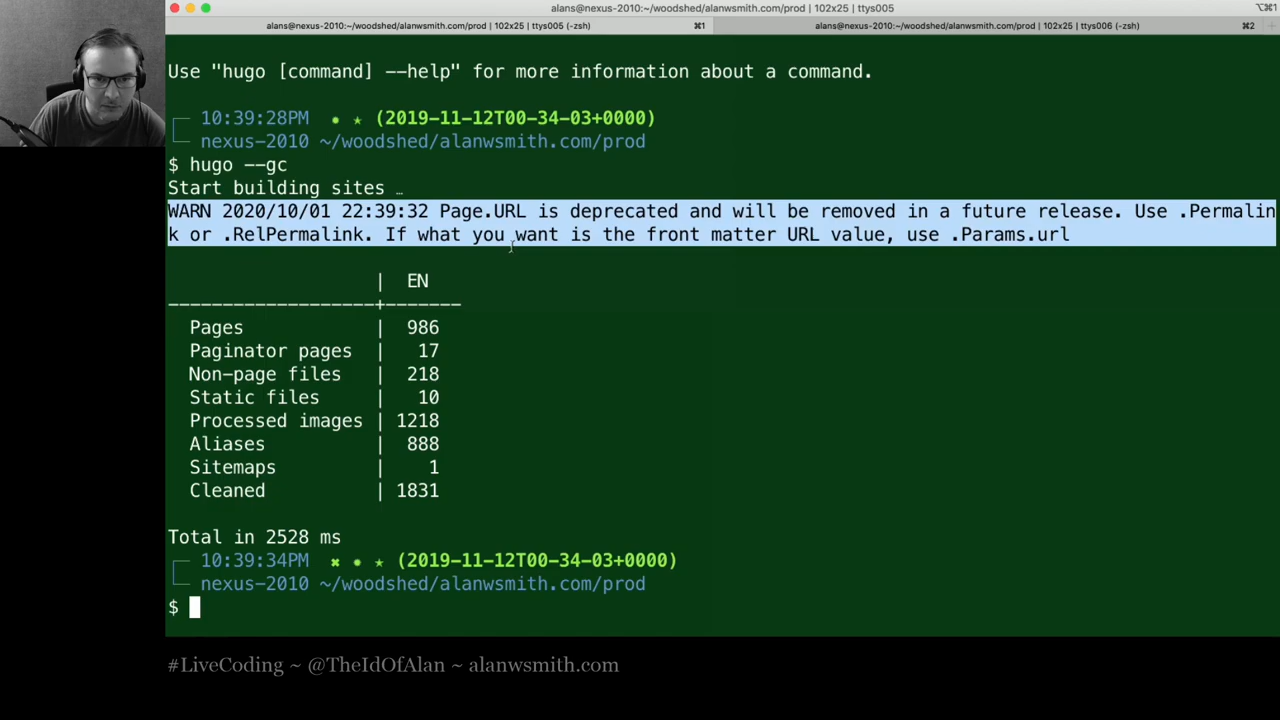 alans@nexus-2010:~/woodshed/alanwsmith.com/prod | 102x25 | ttys005
⌥⌘1
alans@nexus-2010:~/woodshed/alanwsmith.com/prod | 102x25 | ttys005 (-zsh) ⌘1
alans@nexus-2010:~/woodshed/alanwsmith.com/prod | 102x25 | ttys006 (-zsh) ⌘2
Use "hugo [command] --help" for more information about a command.
10:39:28PM ● ★ (2019-11-12T00-34-03+0000)
nexus-2010 ~/woodshed/alanwsmith.com/prod
$ hugo --gc
Start building sites …
WARN 2020/10/01 22:39:32 Page.URL is deprecated and will be removed in a future release. Use .Permalin
k or .RelPermalink. If what you want is the front matter URL value, use .Params.url
| EN
-------------------+-------
Pages | 986
Paginator pages | 17
Non-page files | 218
Static files | 10
Processed images | 1218
Aliases | 888
Sitemaps | 1
Cleaned | 1831
Total in 2528 ms
10:39:34PM ✖ ● ★ (2019-11-12T00-34-03+0000)
nexus-2010 ~/woodshed/alanwsmith.com/prod
$
#LiveCoding ~ @TheIdOfAlan ~ alanwsmith.com